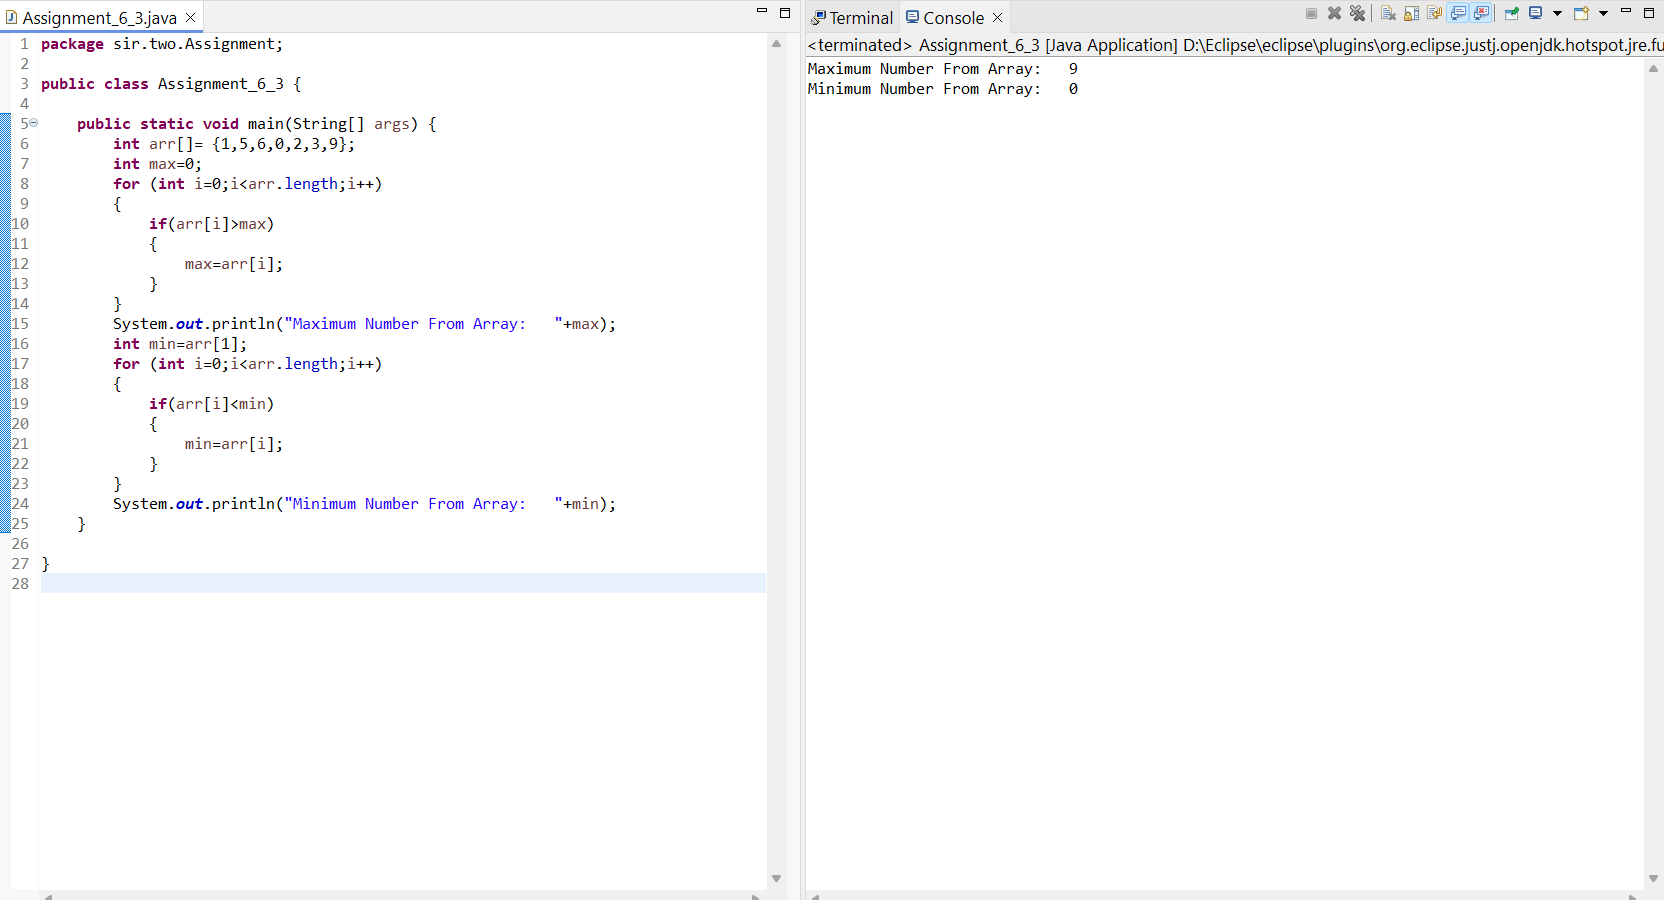 Assignment_6_3.java
1 package sir.two.Assignment;
2
3 public class Assignment_6_3 {
4
5     public static void main(String[] args) {
6         int arr[]= {1,5,6,0,2,3,9};
7         int max=0;
8         for (int i=0;i<arr.length;i++)
9         {
10             if(arr[i]>max)
11             {
12                 max=arr[i];
13             }
14         }
15         System.out.println("Maximum Number From Array:   "+max);
16         int min=arr[1];
17         for (int i=0;i<arr.length;i++)
18         {
19             if(arr[i]<min)
20             {
21                 min=arr[i];
22             }
23         }
24         System.out.println("Minimum Number From Array:   "+min);
25     }
26
27 }
28
Terminal Console
<terminated> Assignment_6_3 [Java Application] D:\Eclipse\eclipse\plugins\org.eclipse.justj.openjdk.hotspot.jre.fu
Maximum Number From Array:   9
Minimum Number From Array:   0